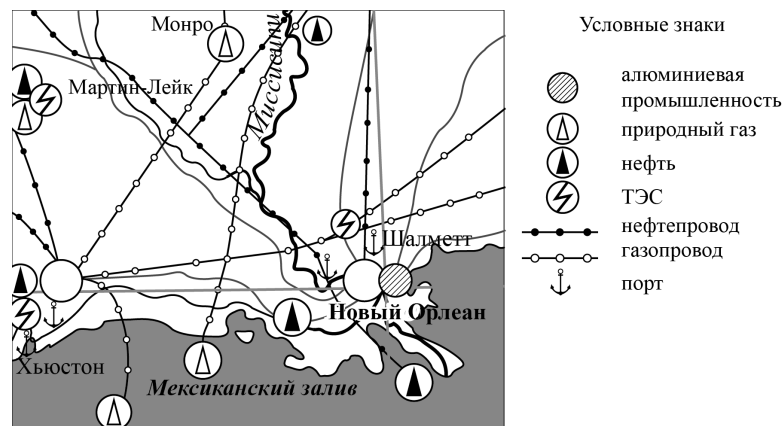 Монро
Мартин-Лейк
Миссисипи
Шалметт
Новый Орлеан
Хьюстон
Мексиканский залив
Условные знаки
алюминиевая
промышленность
природный газ
нефть
ТЭС
нефтепровод
газопровод
порт